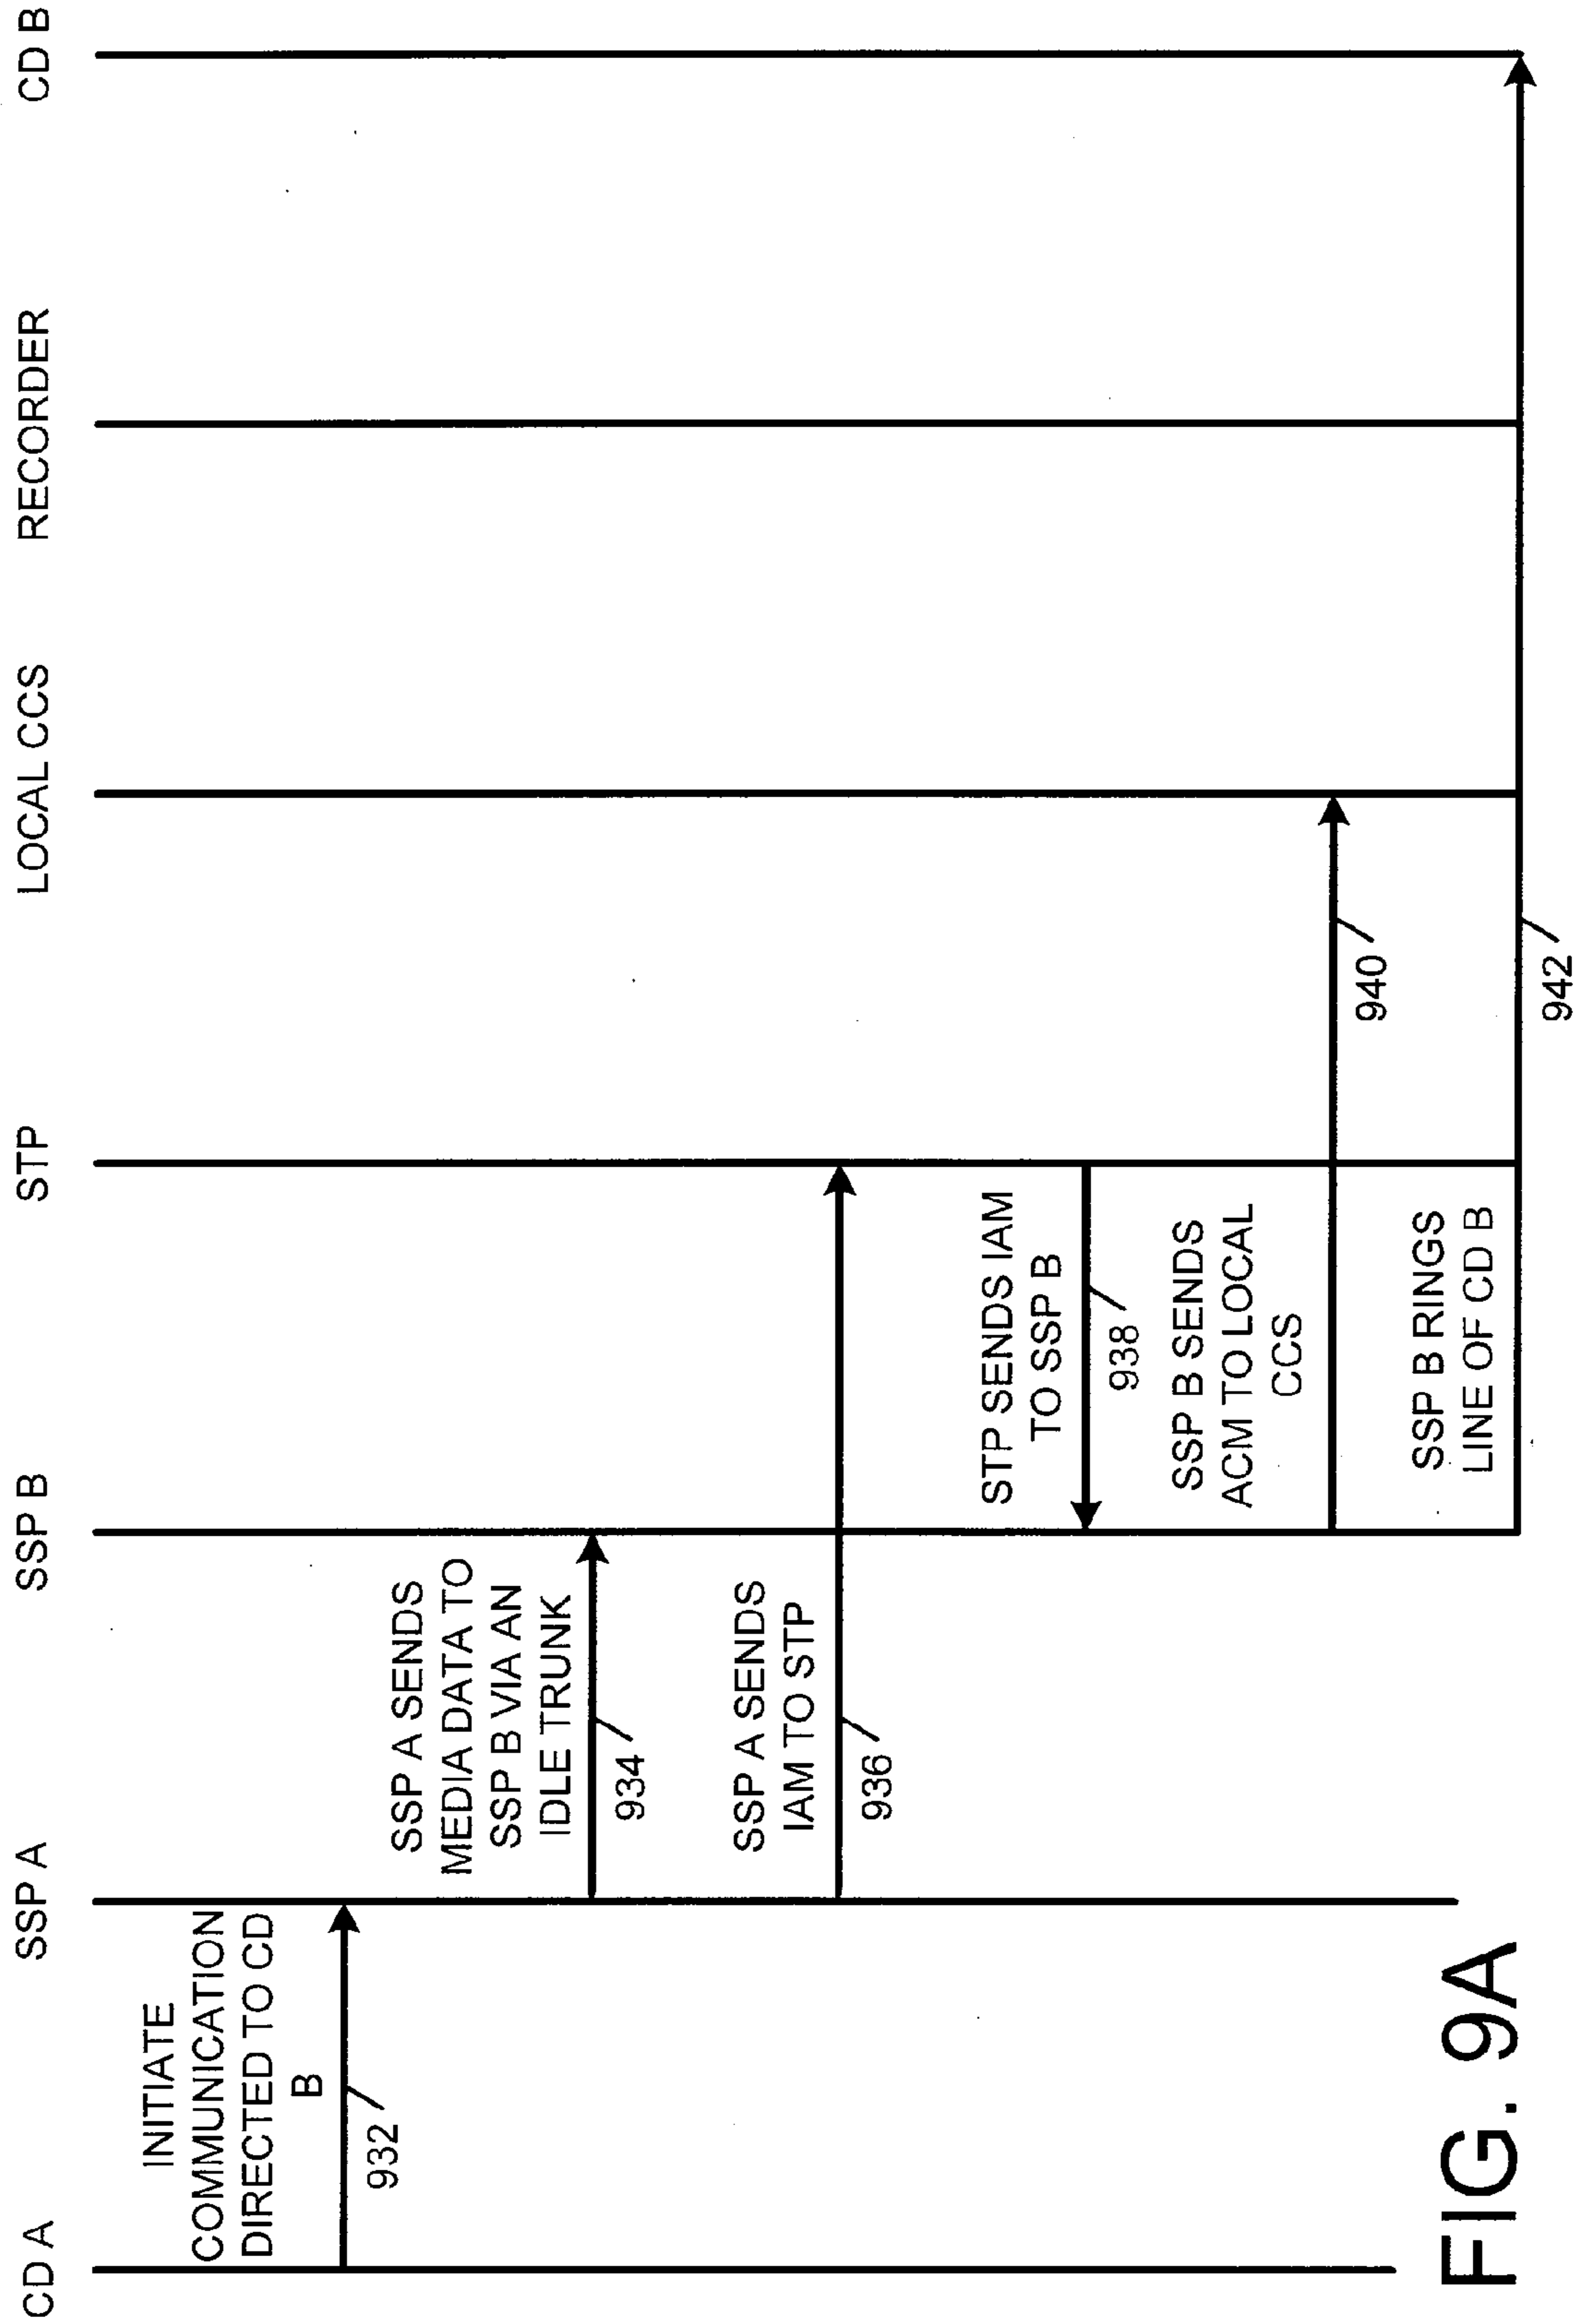 CD A
SSP A
SSP B
STP
LOCAL CCS
RECORDER
CD B
INITIATE
COMMUNICATION
DIRECTED TO CD
B
932
SSP A SENDS
MEDIA DATA TO
SSP B VIA AN
IDLE TRUNK
934
SSP A SENDS
IAM TO STP
936
STP SENDS IAM
TO SSP B
938
SSP B SENDS
ACM TO LOCAL
CCS
940
SSP B RINGS
LINE OF CD B
942
FIG. 9A